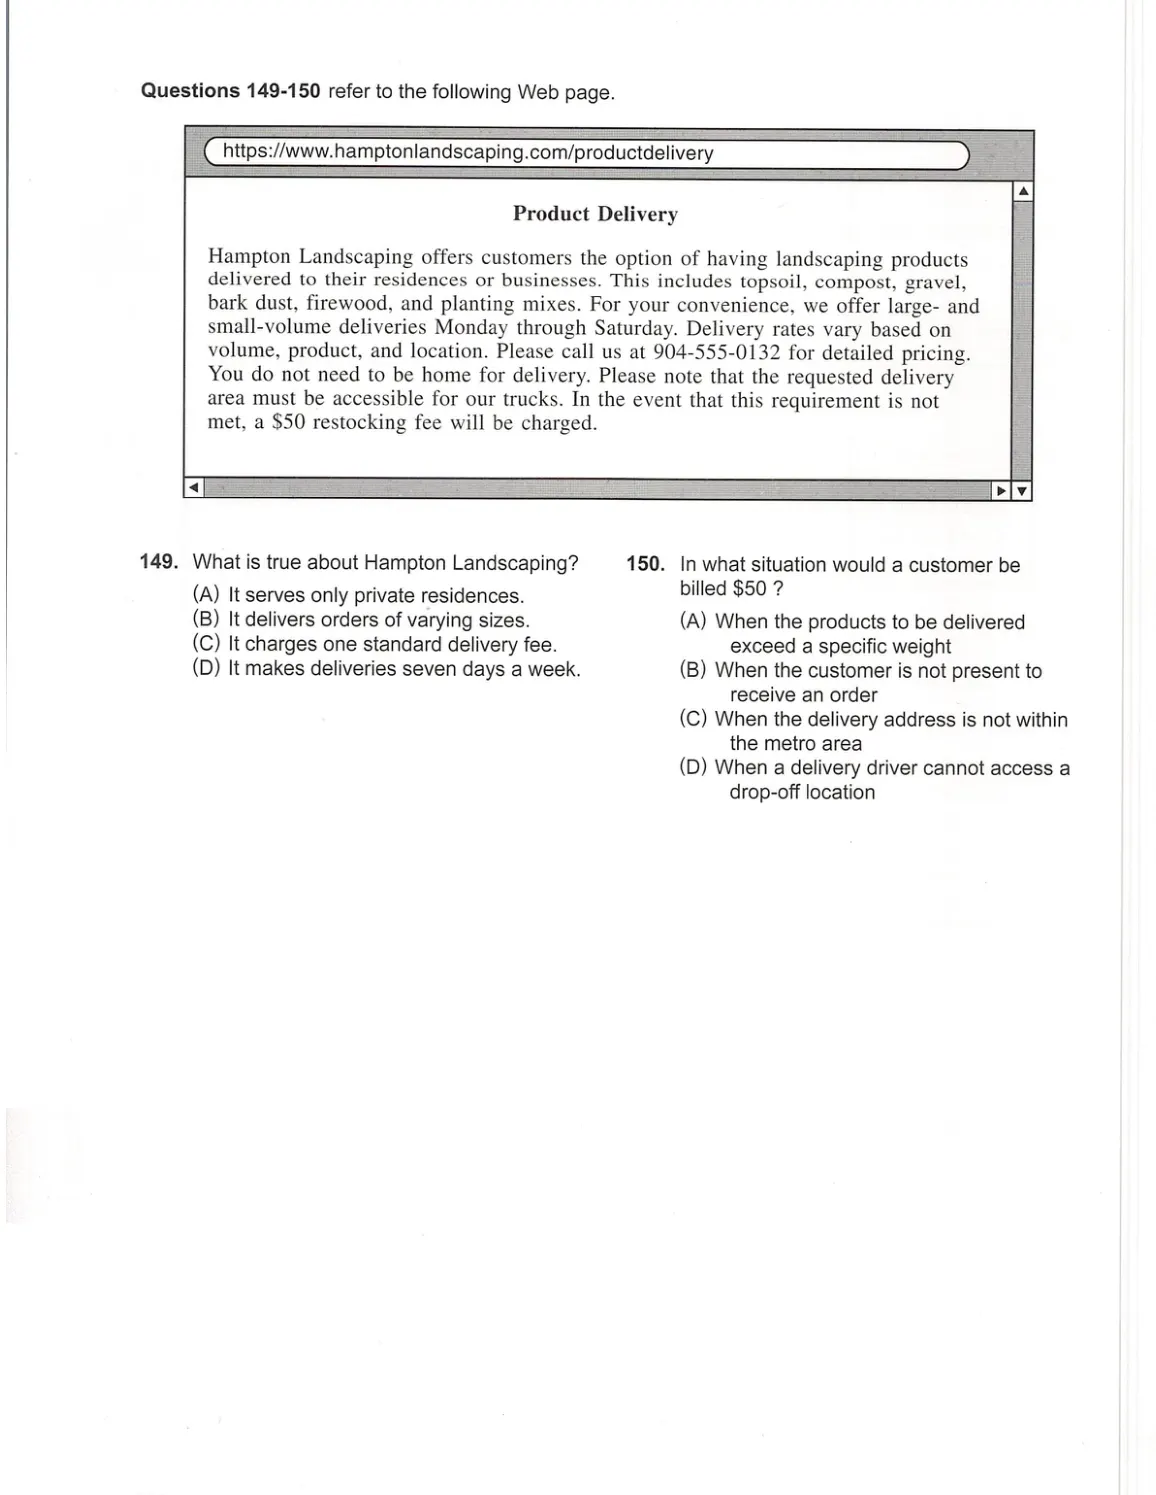 Questions 149-150 refer to the following Web page.
https://www.hamptonlandscaping.com/productdelivery
Product Delivery
Hampton Landscaping offers customers the option of having landscaping products
delivered to their residences or businesses. This includes topsoil, compost, gravel,
bark dust, firewood, and planting mixes. For your convenience, we offer large- and
small-volume deliveries Monday through Saturday. Delivery rates vary based on
volume, product, and location. Please call us at 904-555-0132 for detailed pricing.
You do not need to be home for delivery. Please note that the requested delivery
area must be accessible for our trucks. In the event that this requirement is not
met, a $50 restocking fee will be charged.
149. What is true about Hampton Landscaping?
(A) It serves only private residences.
(B) It delivers orders of varying sizes.
(C) It charges one standard delivery fee.
(D) It makes deliveries seven days a week.
150. In what situation would a customer be
billed $50 ?
(A) When the products to be delivered
exceed a specific weight
(B) When the customer is not present to
receive an order
(C) When the delivery address is not within
the metro area
(D) When a delivery driver cannot access a
drop-off location